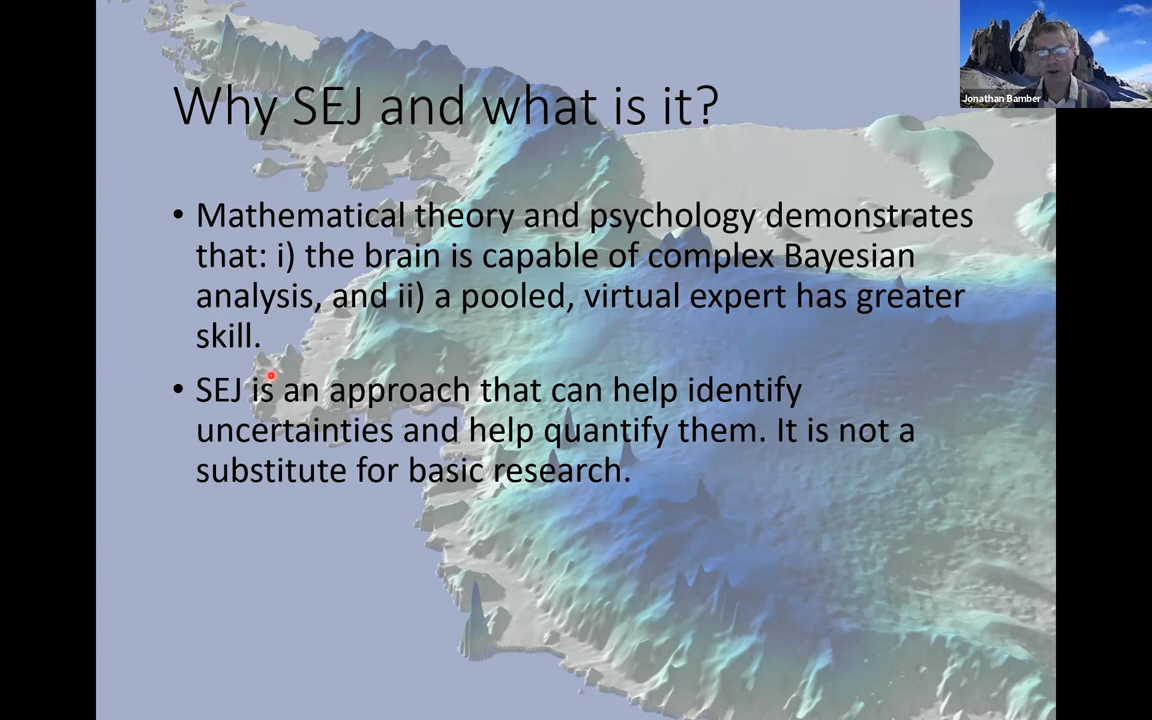 Jonathan Bamber
Why SEJ and what is it?
• Mathematical theory and psychology demonstrates
that: i) the brain is capable of complex Bayesian
analysis, and ii) a pooled, virtual expert has greater
skill.
• SEJ is an approach that can help identify
uncertainties and help quantify them. It is not a
substitute for basic research.